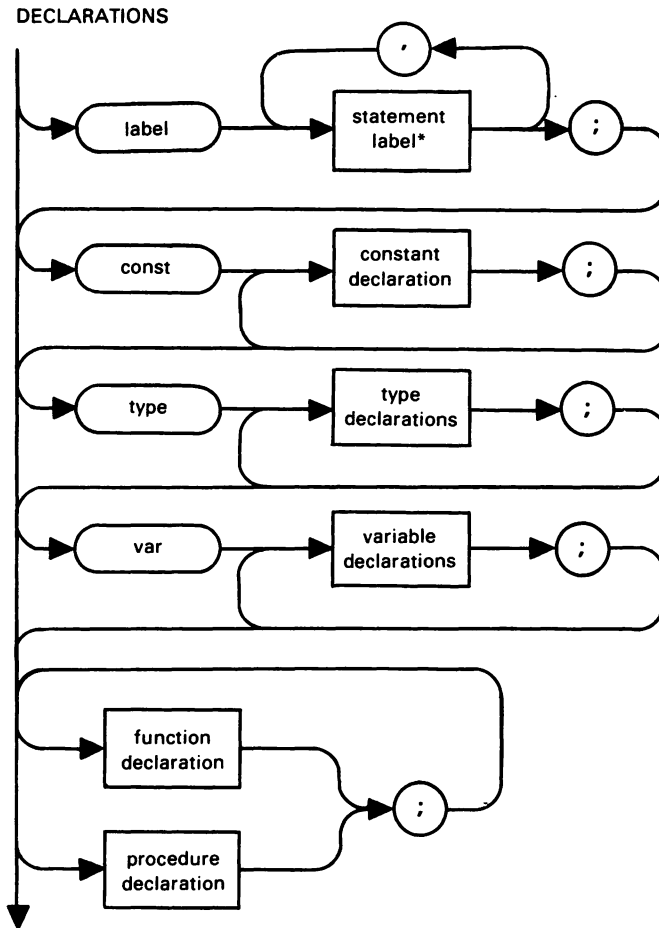 DECLARATIONS
,
label
statement
label*
;
const
constant
declaration
;
type
type
declarations
;
var
variable
declarations
;
function
declaration
;
procedure
declaration